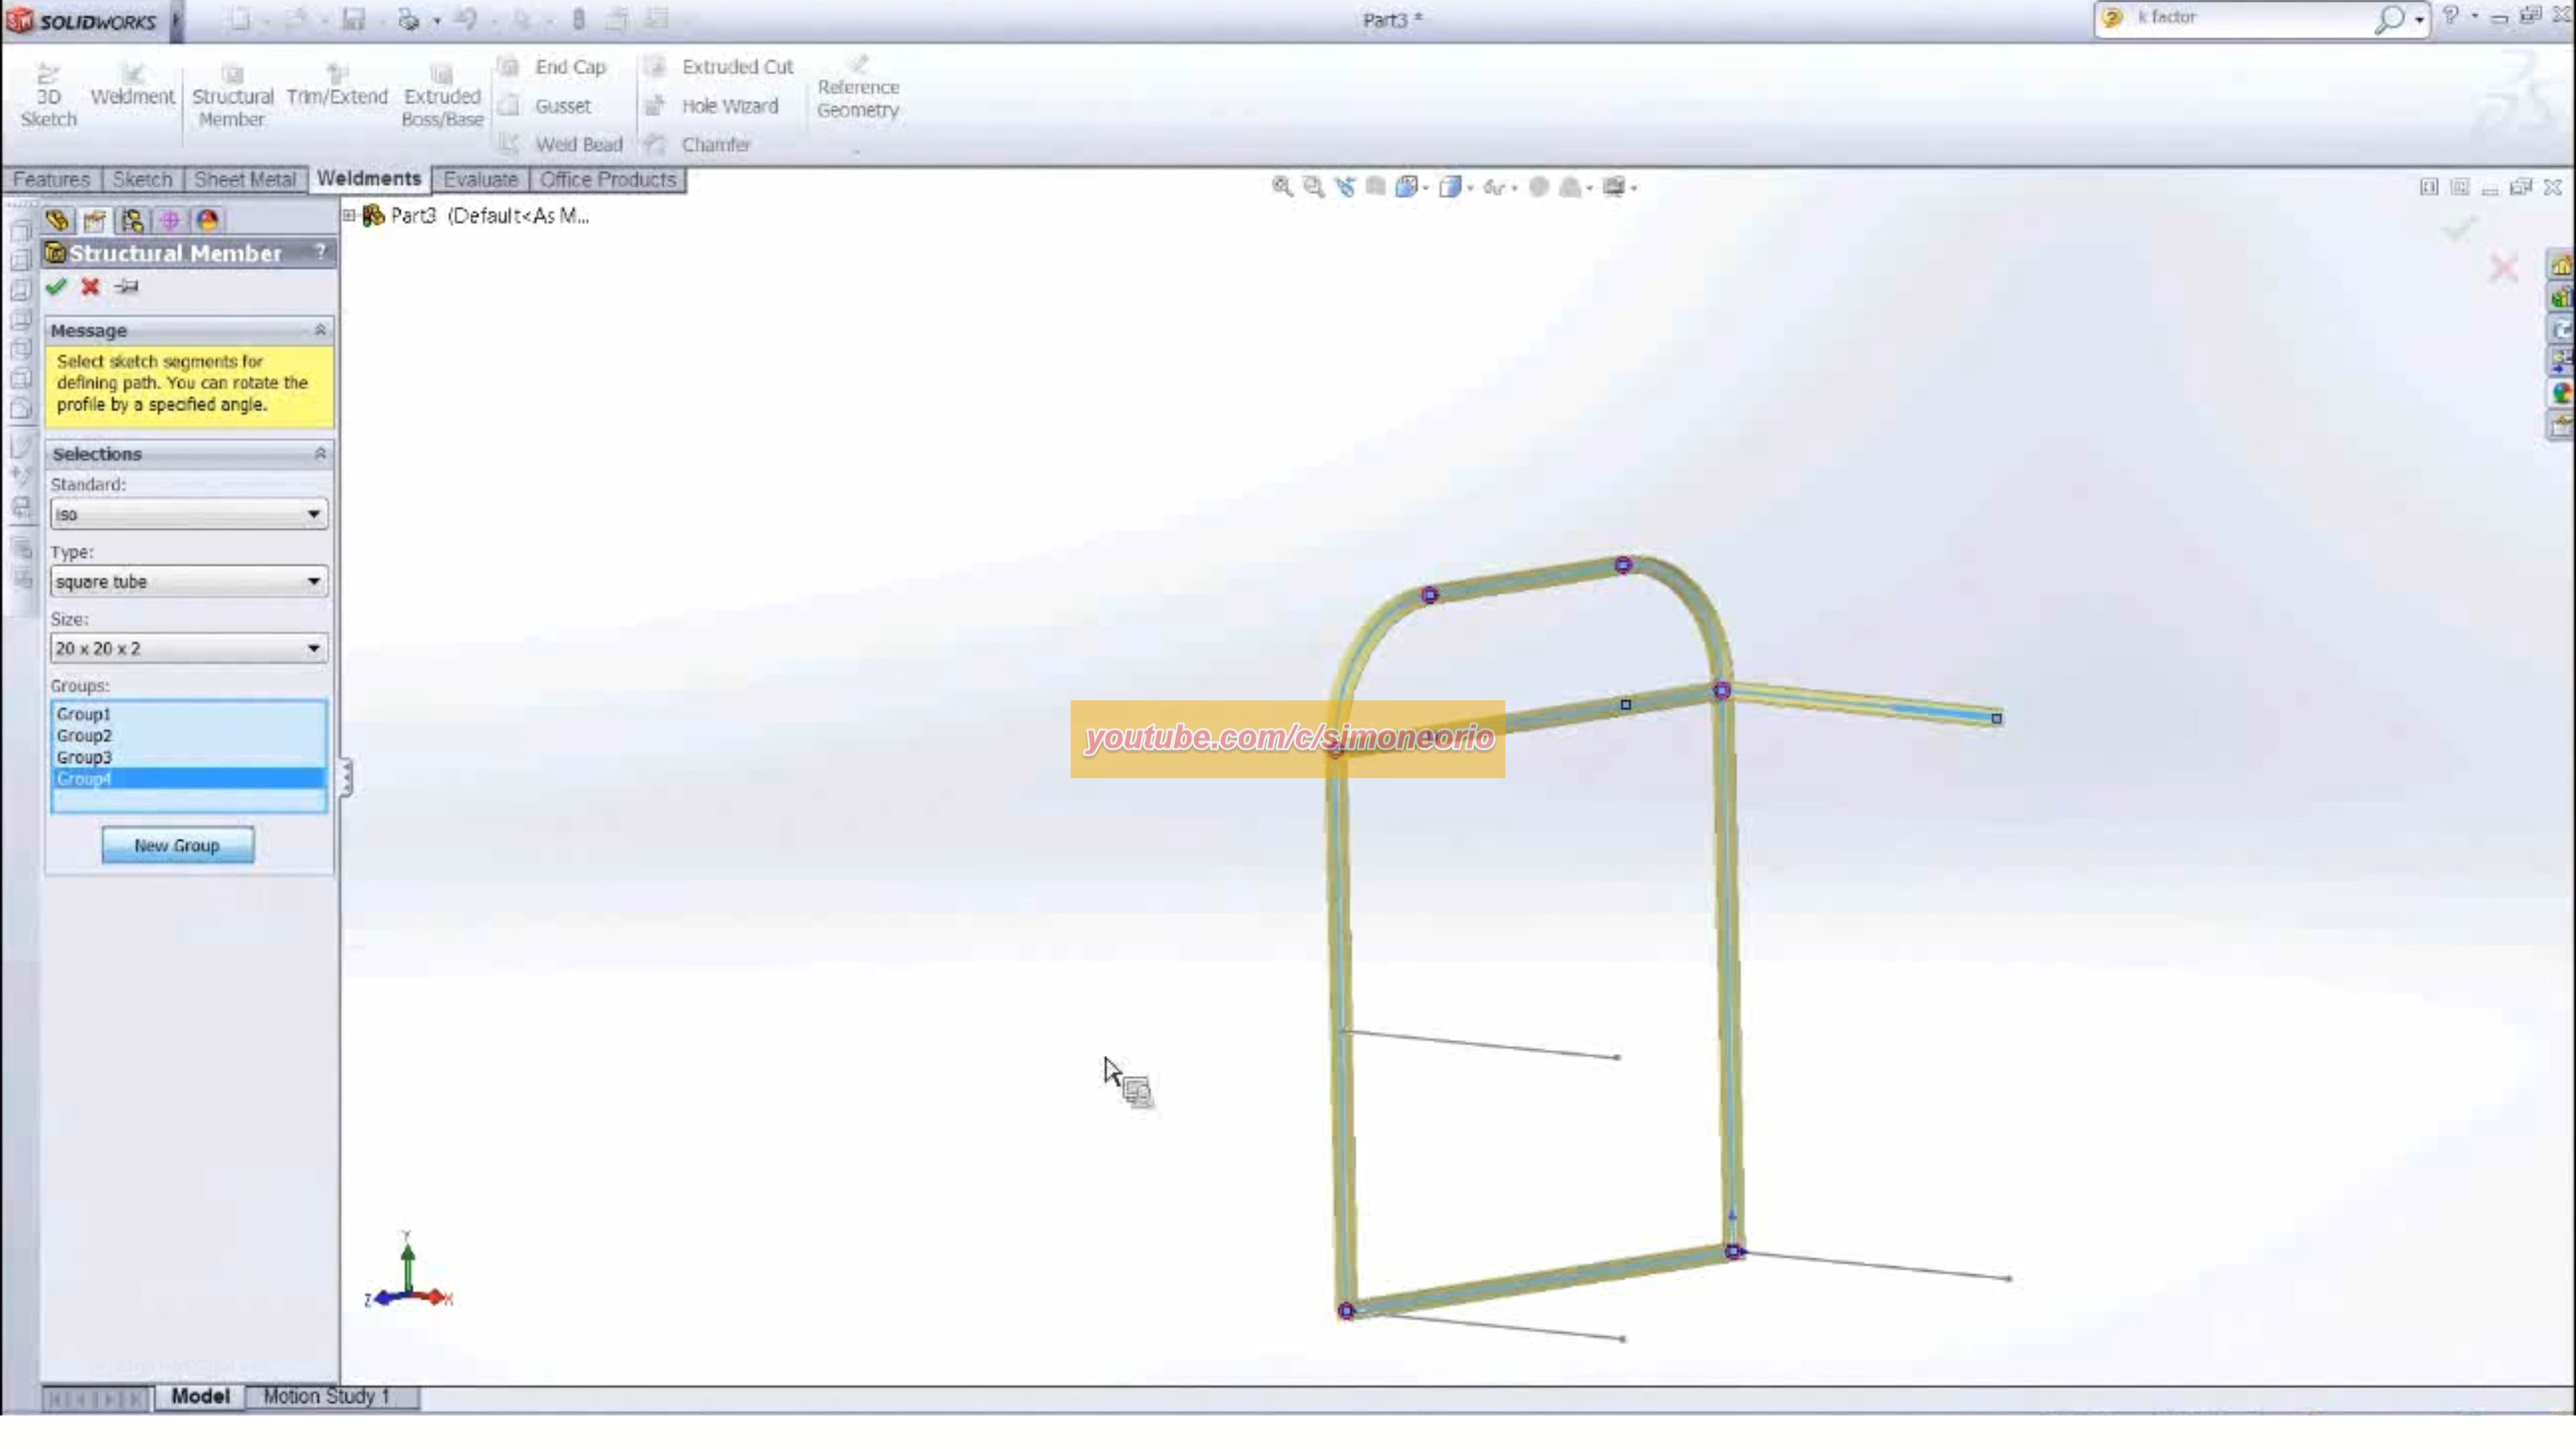 SOLIDWORKS
Part3 *
k factor
3D Sketch
Weldment
Structural Member
Trim/Extend
Extruded Boss/Base
End Cap
Gusset
Weld Bead
Extruded Cut
Hole Wizard
Chamfer
Reference Geometry
Features
Sketch
Sheet Metal
Weldments
Evaluate
Office Products
Part3 (Default<As M...
Structural Member ?
Message
Select sketch segments for
defining path. You can rotate the
profile by a specified angle.
Selections
Standard:
iso
Type:
square tube
Size:
20 x 20 x 2
Groups:
Group1
Group2
Group3
Group4
New Group
youtube.com/c/simoneorio
Y
Z
X
Model
Motion Study 1